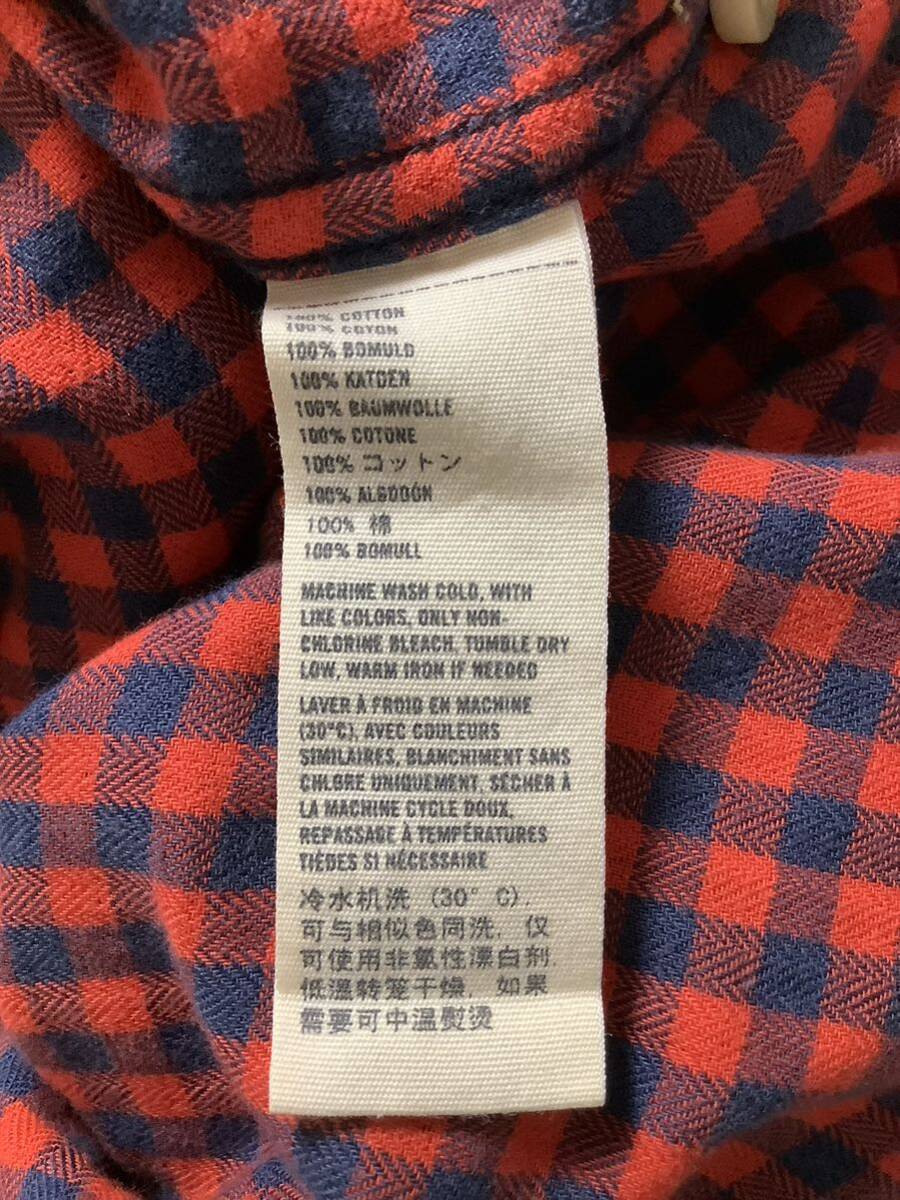 100% COTTON
100% COTON
100% BOMULD
100% KATOEN
100% BAUMWOLLE
100% COTONE
100% コットン
100% ALGODÓN
100% 棉
100% BOMULL
MACHINE WASH COLD, WITH
LIKE COLORS, ONLY NON-
CHLORINE BLEACH, TUMBLE DRY
LOW, WARM IRON IF NEEDED
LAVER À FROID EN MACHINE
(30°C), AVEC COULEURS
SIMILAIRES, BLANCHIMENT SANS
CHLORE UNIQUEMENT, SÉCHER À
LA MACHINE CYCLE DOUX,
REPASSAGE À TEMPÉRATURES
TIÈDES SI NÉCESSAIRE
冷水机洗 (30° C),
可与相似色同洗, 仅
可使用非氯性漂白剂,
低温转笼干燥, 如果
需要可中温熨烫